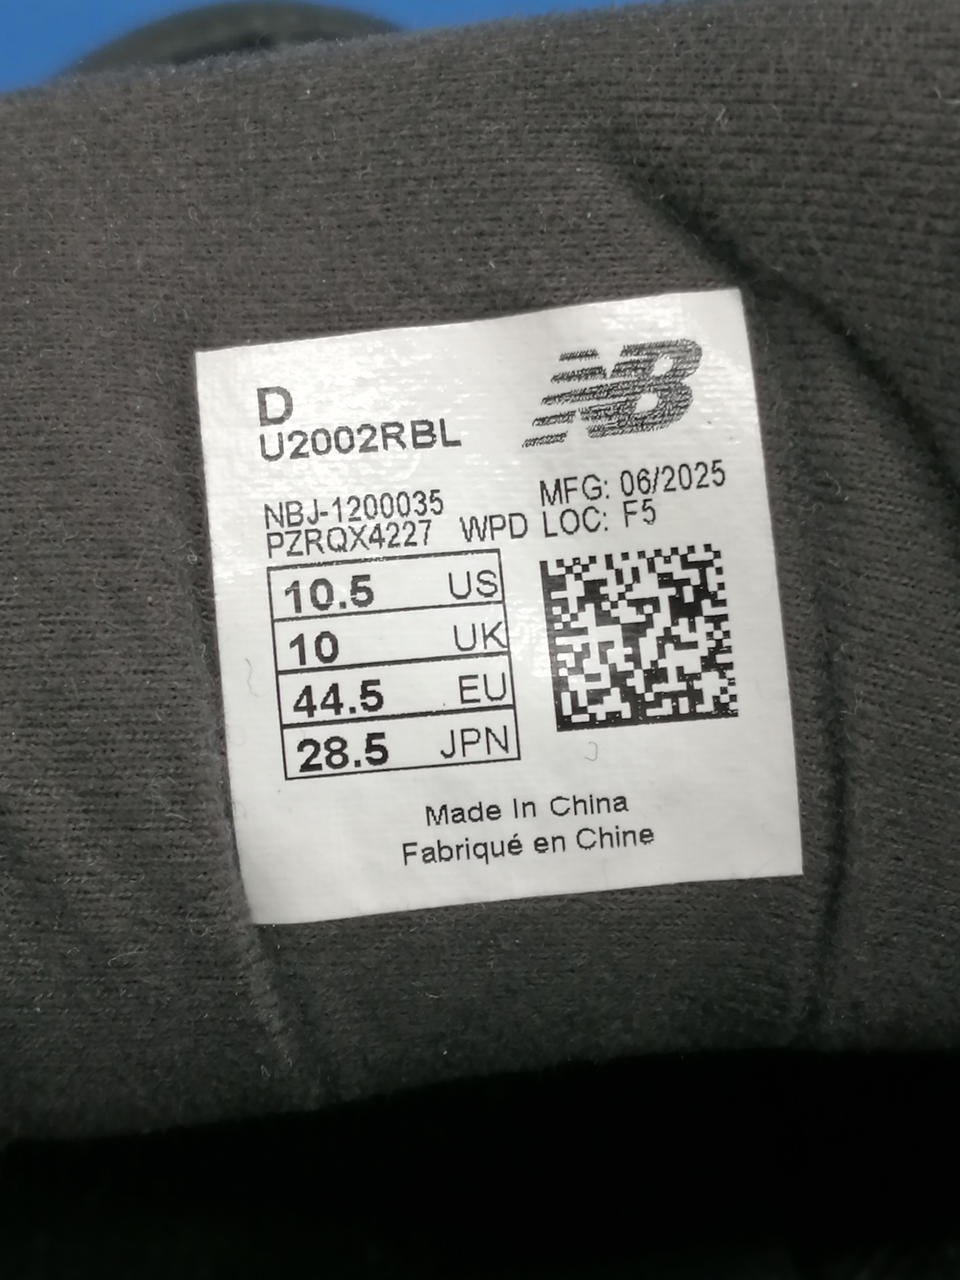 D
NB
U2002RBL
NBJ-1200035
MFG: 06/2025
PZRQX4227 WPD LOC: F5
10.5 US
10 UK
44.5 EU
28.5 JPN
Made In China
Fabriqué en Chine